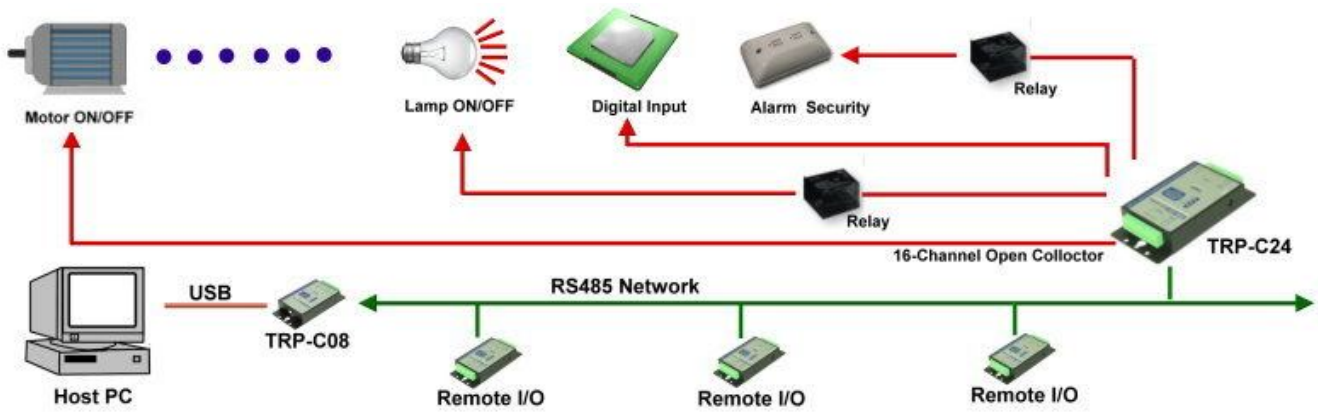 Motor ON/OFF
Lamp ON/OFF
Digital Input
Alarm Security
Relay
Relay
16-Channel Open Colloctor
TRP-C24
USB
RS485 Network
TRP-C08
Host PC
Remote I/O
Remote I/O
Remote I/O